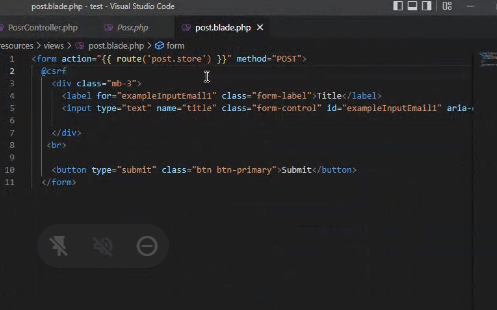 post.blade.php - test - Visual Studio Code
PosrController.php Posr.php post.blade.php
resources > views > post.blade.php > form
1 <form action="{{ route('post.store') }}" method="POST">
2 @csrf
3 <div class="mb-3">
4 <label for="exampleInputEmail1" class="form-label">Title</label>
5 <input type="text" name="title" class="form-control" id="exampleInputEmail1" aria-
6
7 </div>
8 <br>
9
10 <button type="submit" class="btn btn-primary">Submit</button>
11 </form>